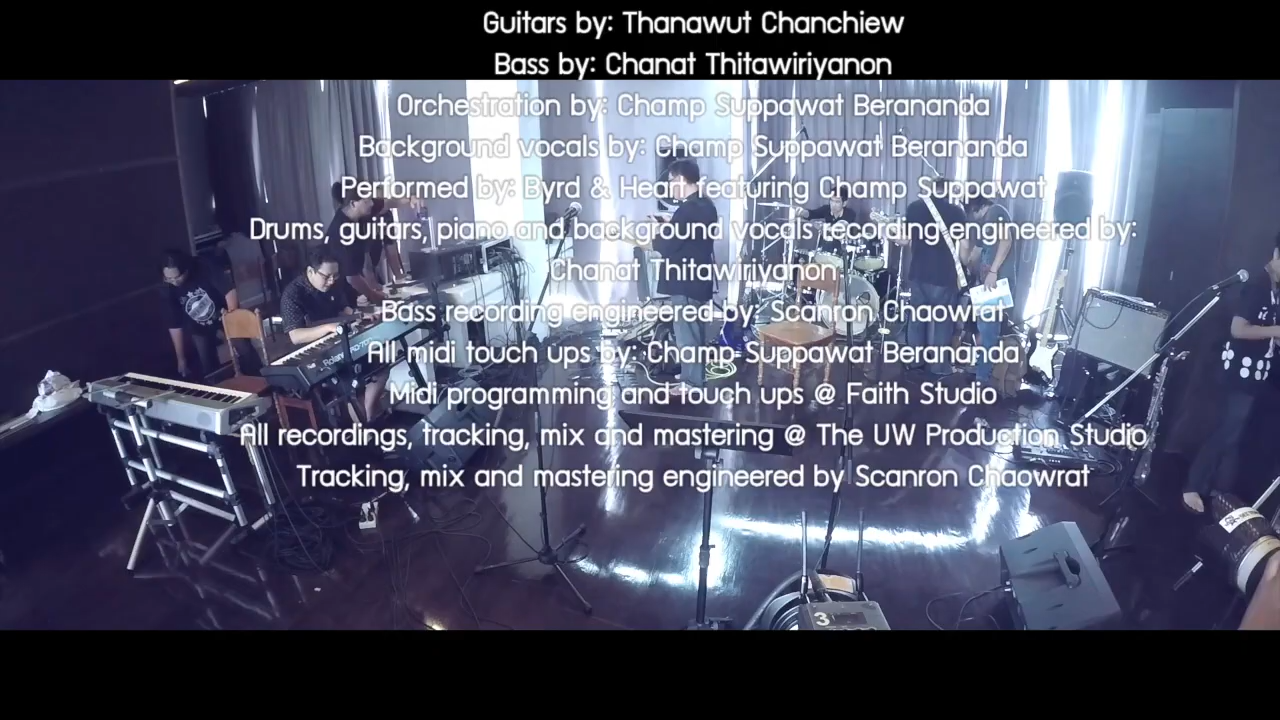 Guitars by: Thanawut Chanchiew
Bass by: Chanat Thitawiriyanon
Orchestration by: Champ Suppawat Berananda
Background vocals by: Champ Suppawat Berananda
Performed by: Byrd & Heart featuring Champ Suppawat
Drums, guitars, piano and background vocals recording engineered by:
Chanat Thitawiriyanon
Bass recording engineered by: Scanron Chaowrat
All midi touch ups by: Champ Suppawat Berananda
Midi programming and touch ups @ Faith Studio
All recordings, tracking, mix and mastering @ The UW Production Studio
Tracking, mix and mastering engineered by Scanron Chaowrat
Roland
3